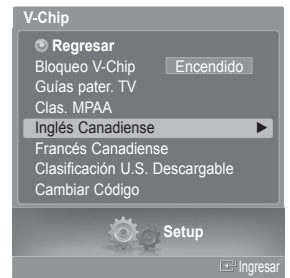 V-Chip
Regresar
Bloqueo V-Chip Encendido
Guías pater. TV
Clas. MPAA
Inglés Canadiense
Francés Canadiense
Clasificación U.S. Descargable
Cambiar Código
Setup
Ingresar